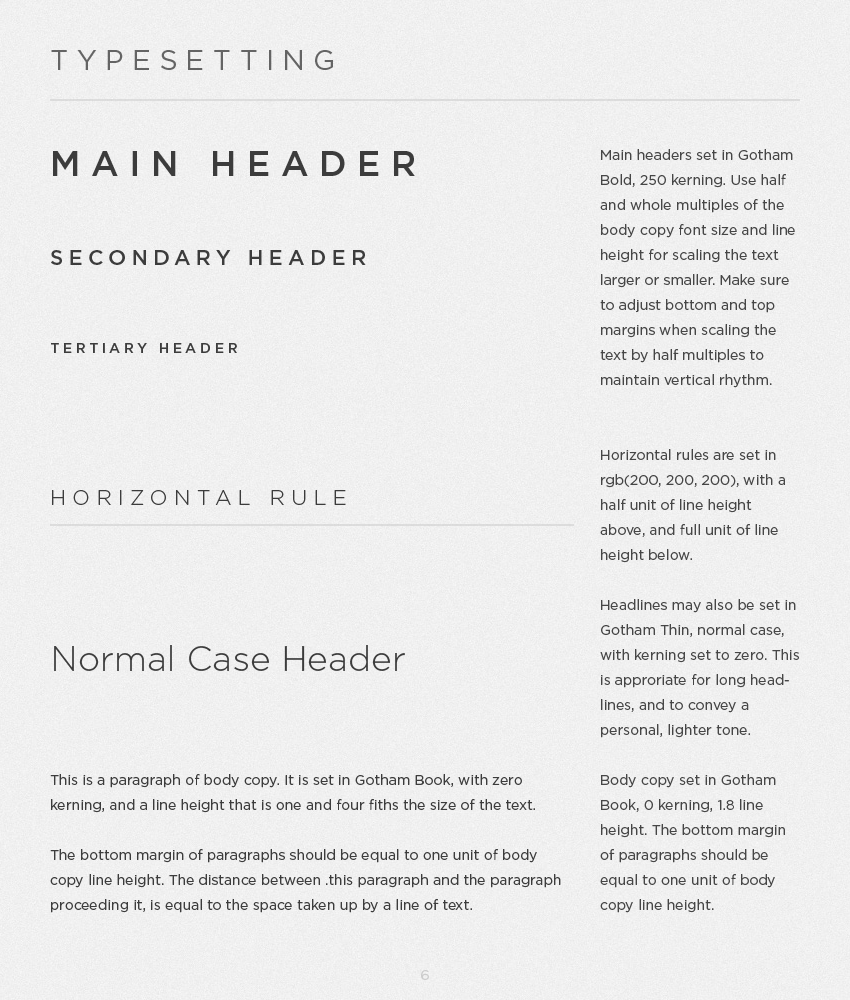 TYPESETTING
MAIN HEADER
Main headers set in Gotham
Bold, 250 kerning. Use half
and whole multiples of the
body copy font size and line
height for scaling the text
larger or smaller. Make sure
to adjust bottom and top
margins when scaling the
text by half multiples to
maintain vertical rhythm.
SECONDARY HEADER
TERTIARY HEADER
HORIZONTAL RULE
Horizontal rules are set in
rgb(200, 200, 200), with a
half unit of line height
above, and full unit of line
height below.
Normal Case Header
Headlines may also be set in
Gotham Thin, normal case,
with kerning set to zero. This
is approriate for long head-
lines, and to convey a
personal, lighter tone.
This is a paragraph of body copy. It is set in Gotham Book, with zero
kerning, and a line height that is one and four fiths the size of the text.
The bottom margin of paragraphs should be equal to one unit of body
copy line height. The distance between .this paragraph and the paragraph
proceeding it, is equal to the space taken up by a line of text.
Body copy set in Gotham
Book, 0 kerning, 1.8 line
height. The bottom margin
of paragraphs should be
equal to one unit of body
copy line height.
6